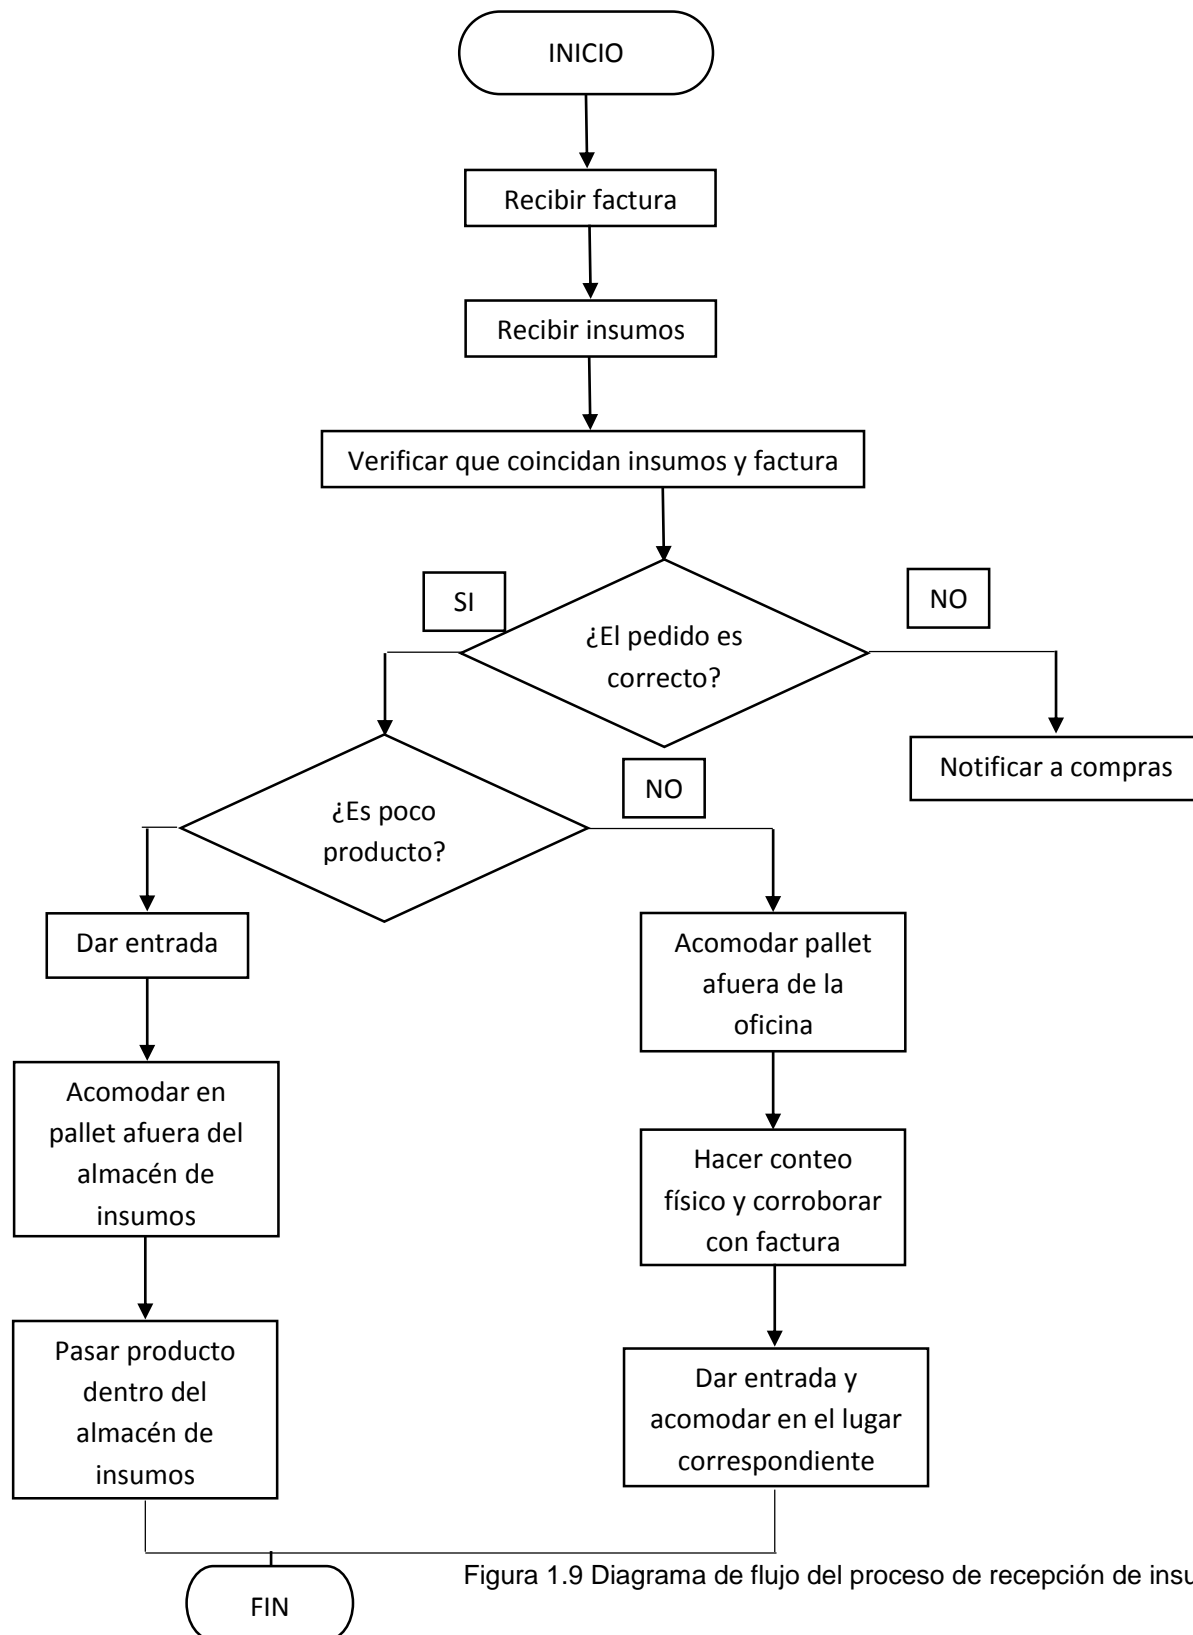 INICIO
Recibir factura
Recibir insumos
Verificar que coincidan insumos y factura
SI
NO
¿El pedido es
correcto?
Notificar a compras
NO
¿Es poco
producto?
Dar entrada
Acomodar pallet
afuera de la
oficina
Acomodar en
pallet afuera del
almacén de
insumos
Hacer conteo
físico y corroborar
con factura
Pasar producto
dentro del
almacén de
insumos
Dar entrada y
acomodar en el lugar
correspondiente
Figura 1.9 Diagrama de flujo del proceso de recepción de insu
FIN